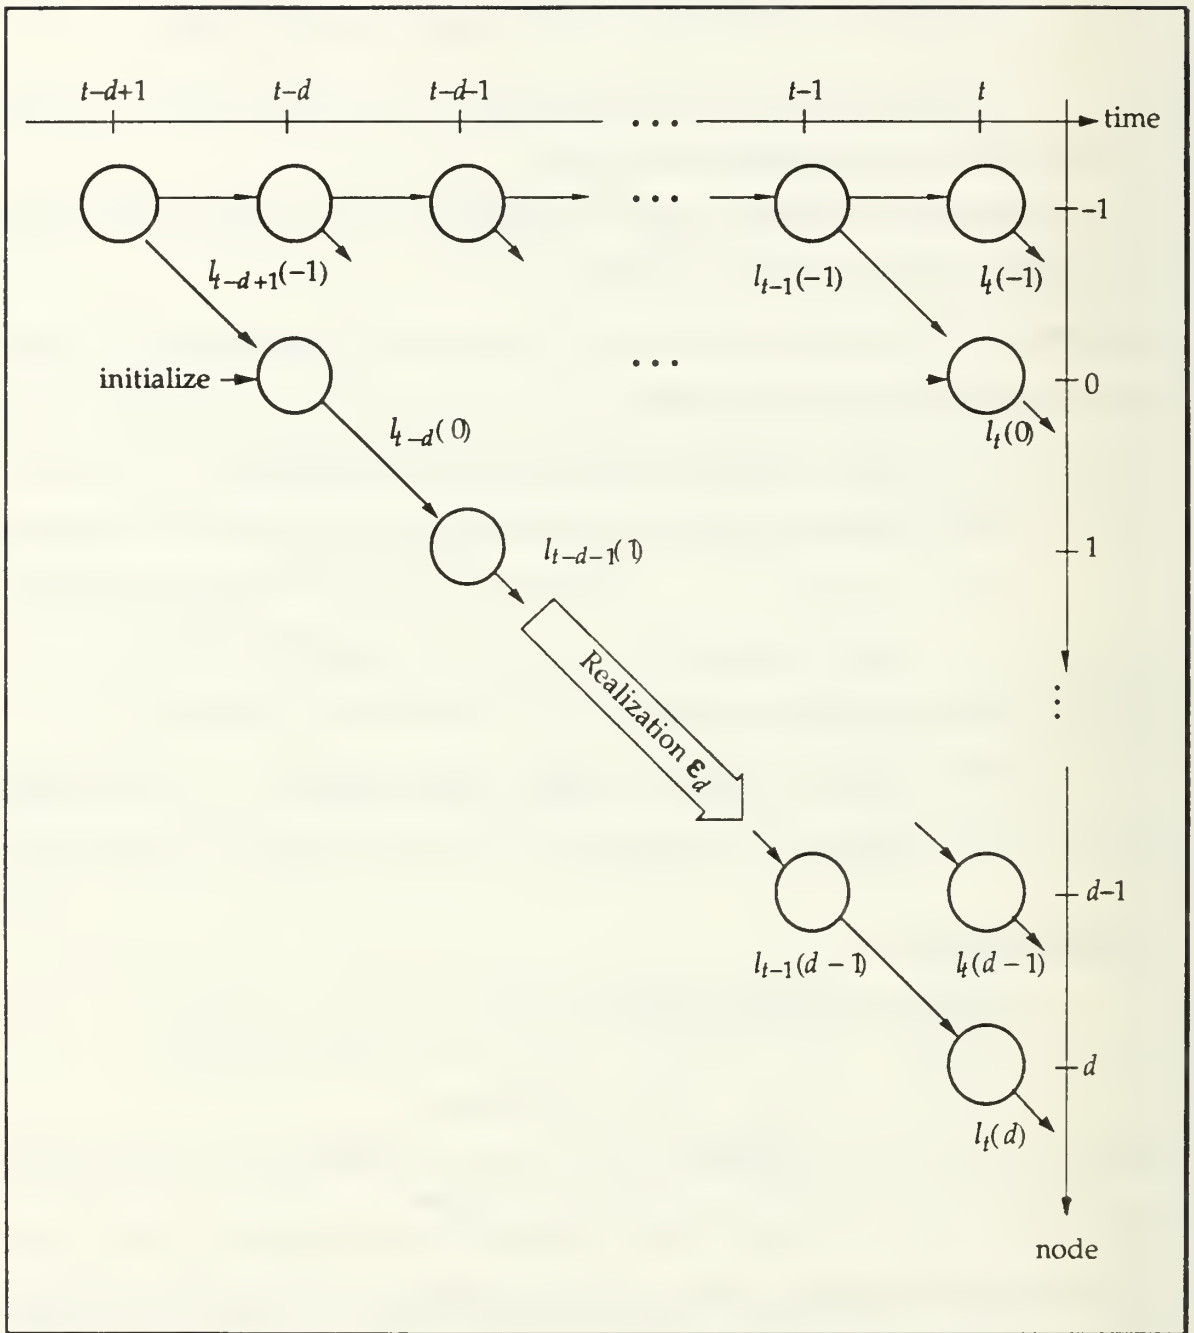 t–d+1 t–d t–d–1 t–1 t
• • • time
• • • -1
l_{t–d+1}(–1) l_{t–1}(–1) l_t(–1)
• • •
initialize 0
l_{t–d}(0) l_t(0)
l_{t–d–1}(1) 1
Realization ε_d
d–1
l_{t–1}(d – 1) l_t(d – 1)
d
l_t(d)
node